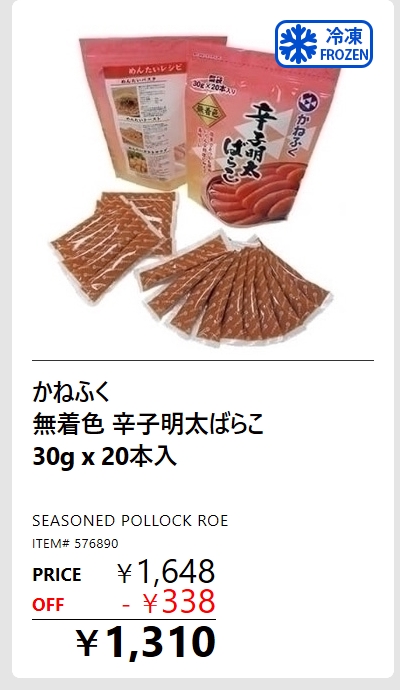 冷凍
FROZEN
めんたいレシピ
個袋
30g×20本入り
無着色
かねふく
辛子明太
ばらこ
かねふく
無着色 辛子明太ばらこ
30g x 20本入
SEASONED POLLOCK ROE
ITEM# 576890
PRICE ￥1,648
OFF - ￥338
￥1,310